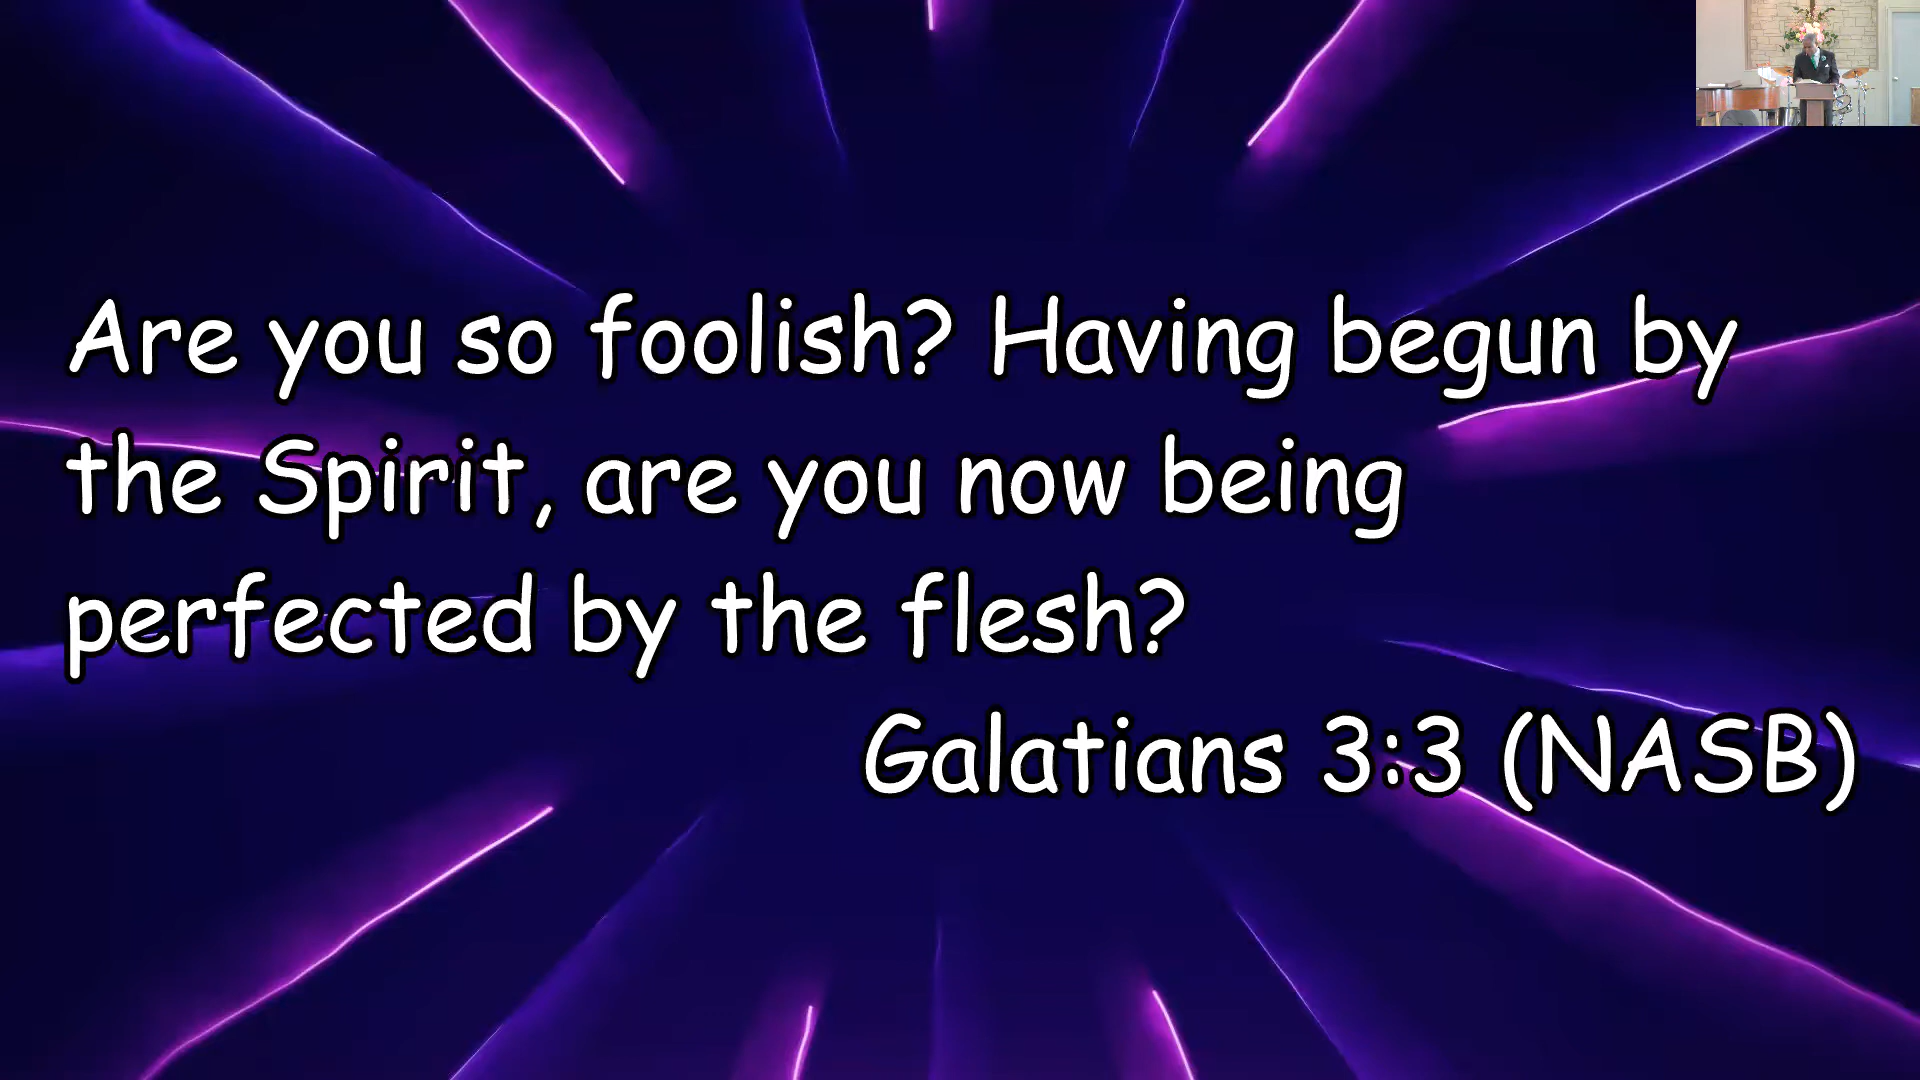 Are you so foolish? Having begun by
the Spirit, are you now being
perfected by the flesh?
Galatians 3:3 (NASB)